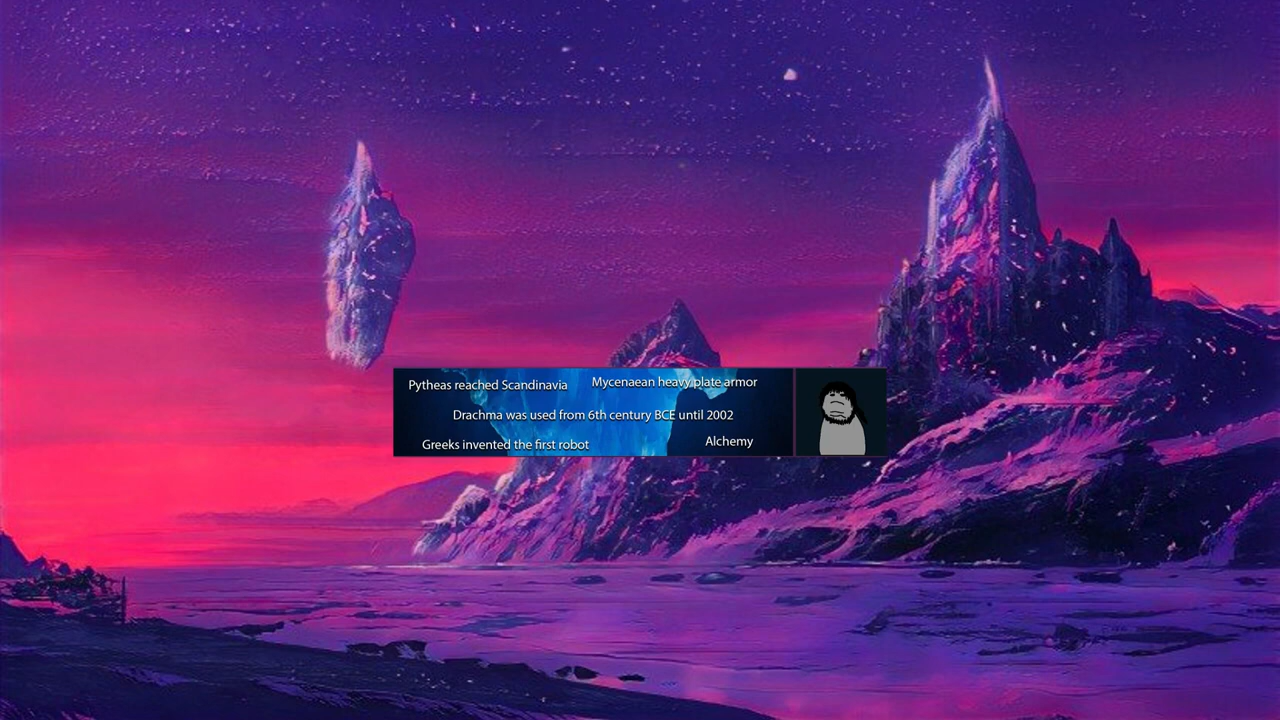 Pytheas reached Scandinavia
Mycenaean heavy plate armor
Drachma was used from 6th century BCE until 2002
Greeks invented the first robot
Alchemy